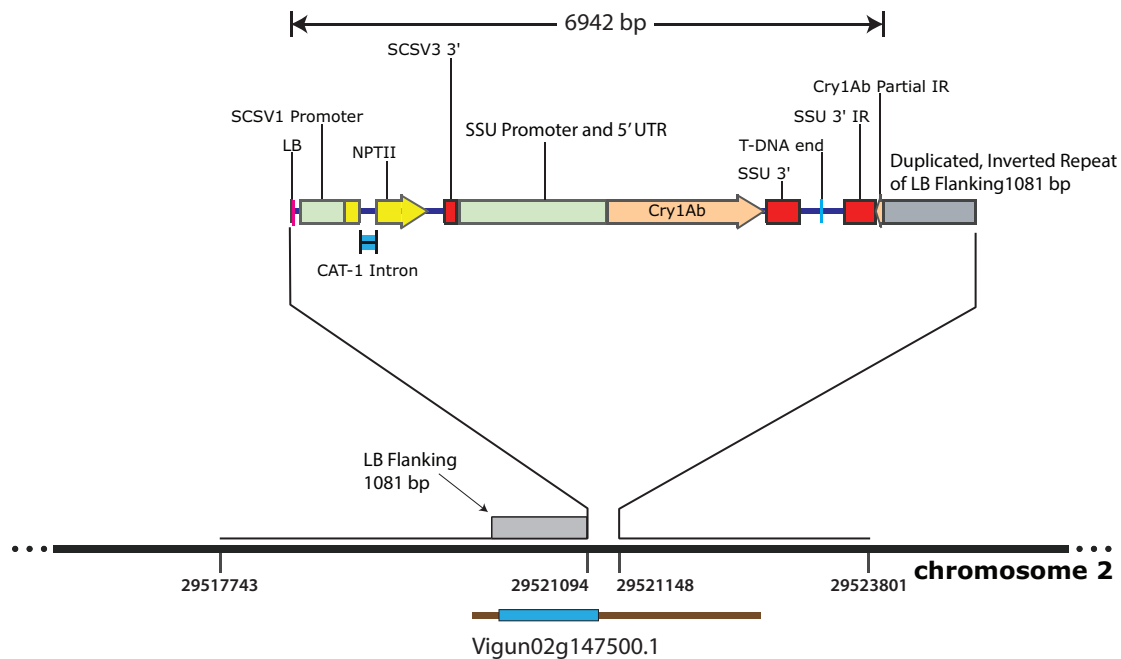 6942 bp
SCSV3 3'
Cry1Ab Partial IR
SCSV1 Promoter
SSU Promoter and 5' UTR
SSU 3' IR
LB
NPTII
T-DNA end
Duplicated, Inverted Repeat
of LB Flanking1081 bp
SSU 3'
Cry1Ab
CAT-1 Intron
LB Flanking
1081 bp
chromosome 2
29517743
29521094
29521148
29523801
Vigun02g147500.1